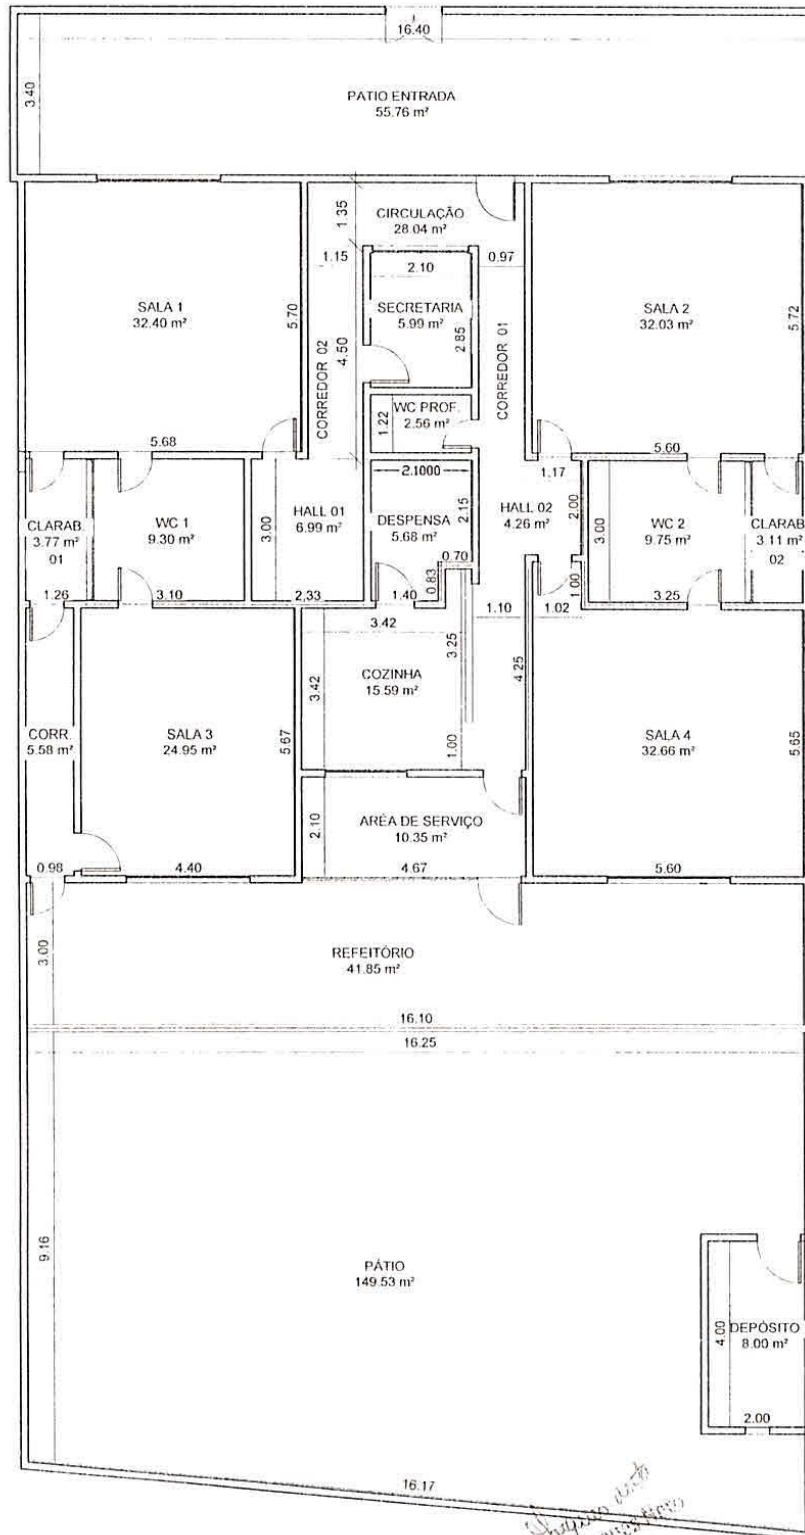 16.40
3.40
PATIO ENTRADA
55.76 m²
1.35
CIRCULAÇÃO
28.04 m²
1.15
2.10
0.97
SALA 1
32.40 m²
5.70
CORREDOR 02
4.50
SECRETARIA
5.99 m²
2.85
CORREDOR 01
SALA 2
32.03 m²
5.72
1.22
WC PROF.
2.56 m²
5.68
5.60
2.1000
1.17
CLARAB.
3.77 m²
01
WC 1
9.30 m²
3.00
HALL 01
6.99 m²
DESPENSA
5.68 m²
2.15
HALL 02
4.26 m²
2.00
3.00
WC 2
9.75 m²
CLARAB
3.11 m²
02
0.70
0.83
1.00
1.26
3.10
2.33
1.40
1.10
1.02
3.25
3.42
3.42
COZINHA
15.59 m²
3.25
4.25
1.00
CORR.
5.58 m²
SALA 3
24.95 m²
5.67
SALA 4
32.66 m²
5.65
2.10
ARÉA DE SERVIÇO
10.35 m²
0.98
4.40
4.67
5.60
3.00
REFEITÓRIO
41.85 m²
16.10
16.25
9.16
PÁTIO
149.53 m²
4.00
DEPÓSITO
8.00 m²
2.00
16.17